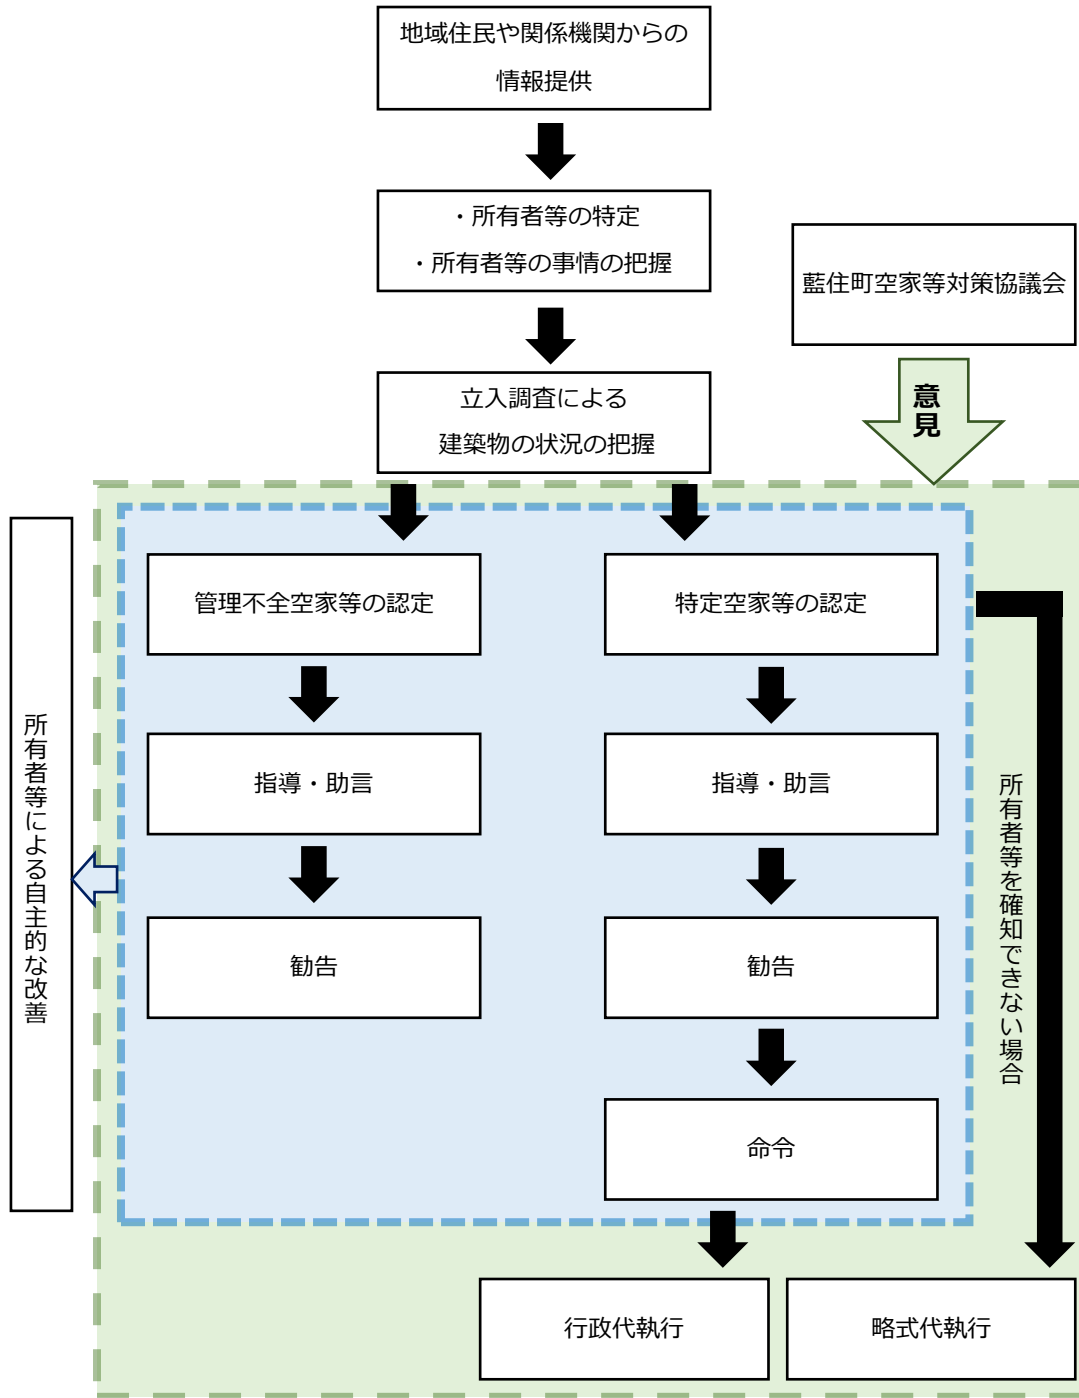 地域住民や関係機関からの
情報提供
・所有者等の特定
・所有者等の事情の把握
藍住町空家等対策協議会
意見
立入調査による
建築物の状況の把握
管理不全空家等の認定
特定空家等の認定
指導・助言
指導・助言
勧告
勧告
命令
所有者等による自主的な改善
所有者等を確知できない場合
行政代執行
略式代執行